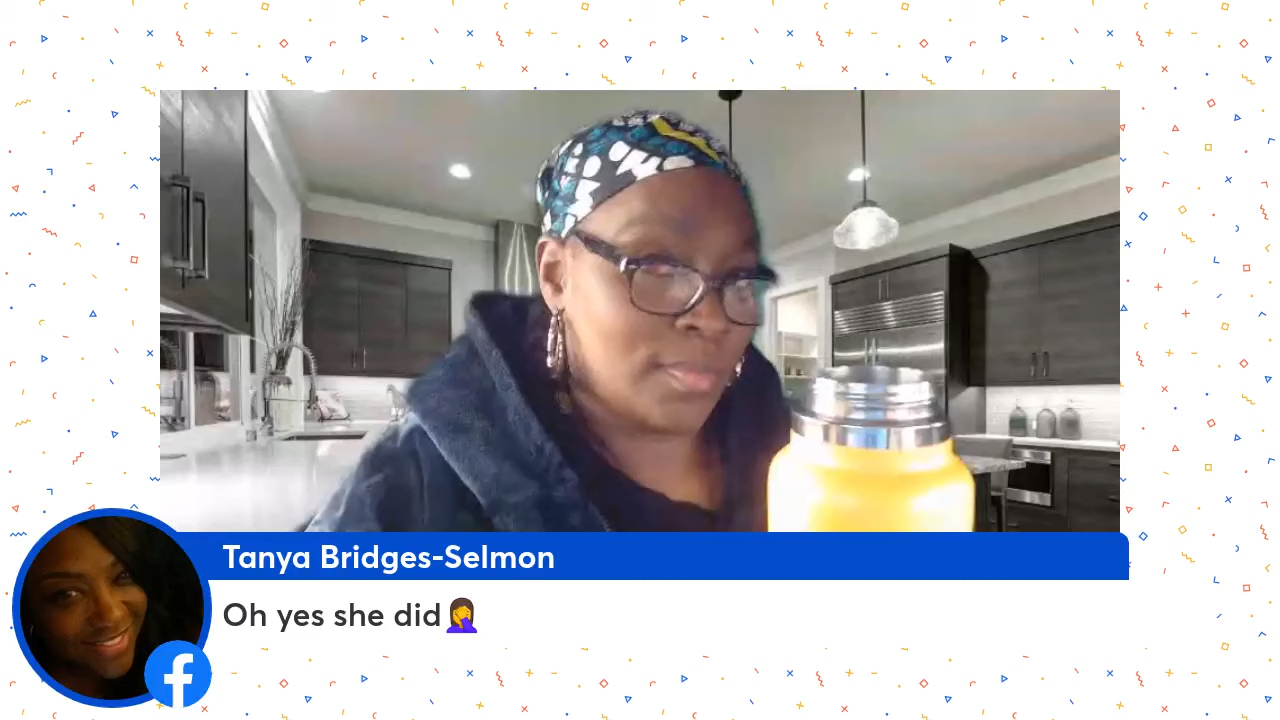 Tanya Bridges-Selmon
Oh yes she did🤦🏾‍♀️